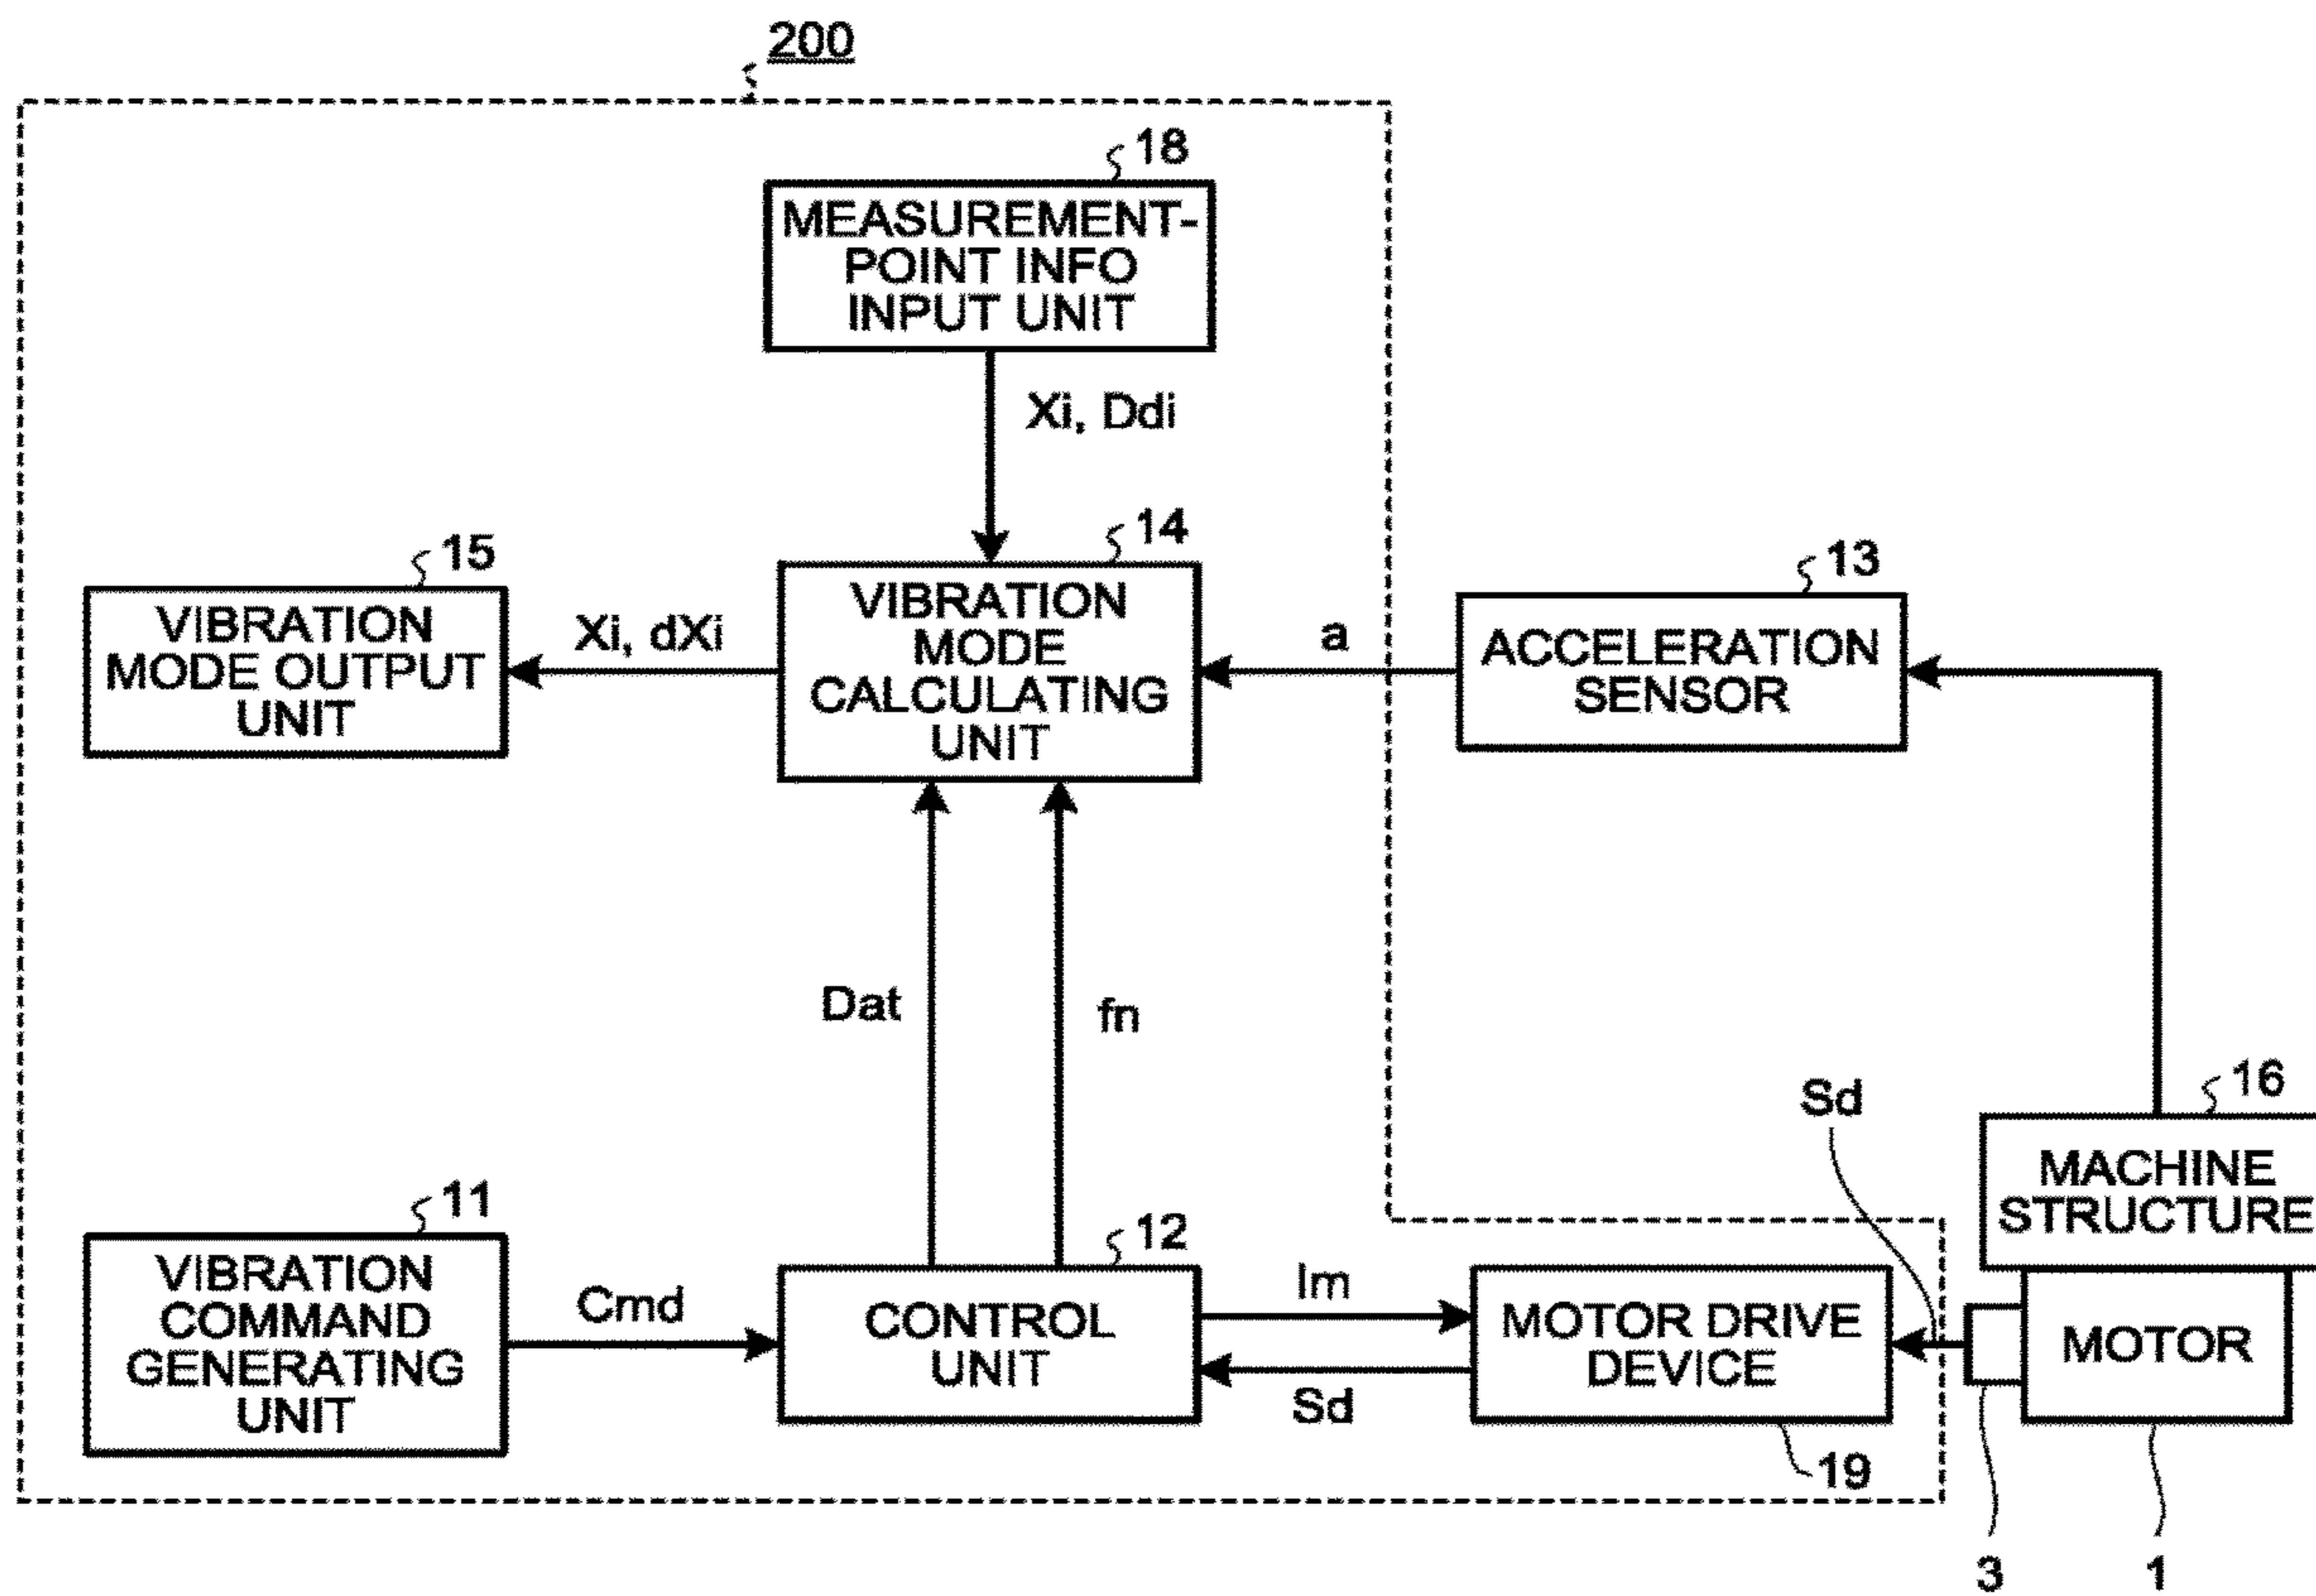 200
18
MEASUREMENT-
POINT INFO
INPUT UNIT
Xi, Ddi
15
VIBRATION
MODE OUTPUT
UNIT
Xi, dXi
14
VIBRATION
MODE
CALCULATING
UNIT
a
13
ACCELERATION
SENSOR
Dat
fn
Sd
16
MACHINE
STRUCTURE
11
VIBRATION
COMMAND
GENERATING
UNIT
Cmd
12
CONTROL
UNIT
Im
Sd
MOTOR DRIVE
DEVICE
19
MOTOR
3
1